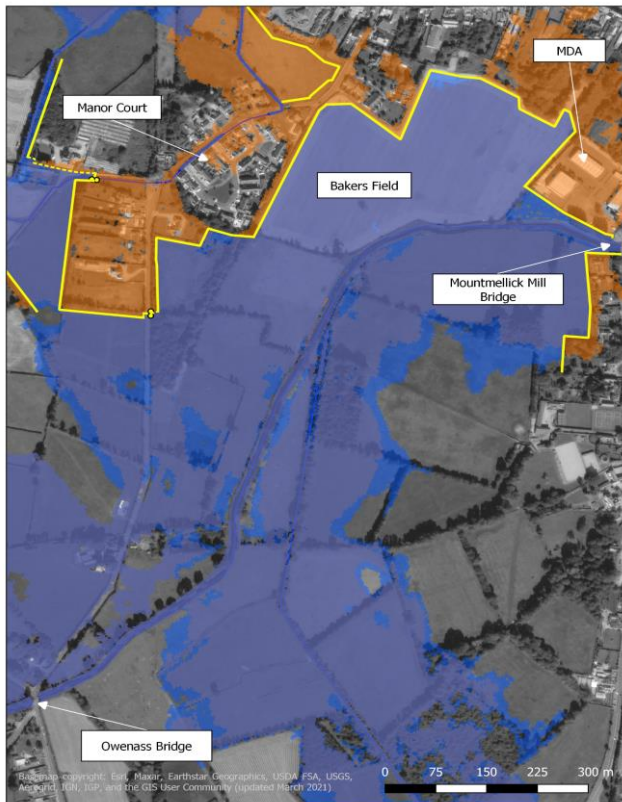 MDA
Manor Court
Bakers Field
Mountmellick Mill
Bridge
Owenass Bridge
Basemap copyright: Esri, Maxar, Earthstar Geographics, USDA FSA, USGS,
Aerogrid, IGN, IGP, and the GIS User Community (updated March 2021)
0 75 150 225 300 m